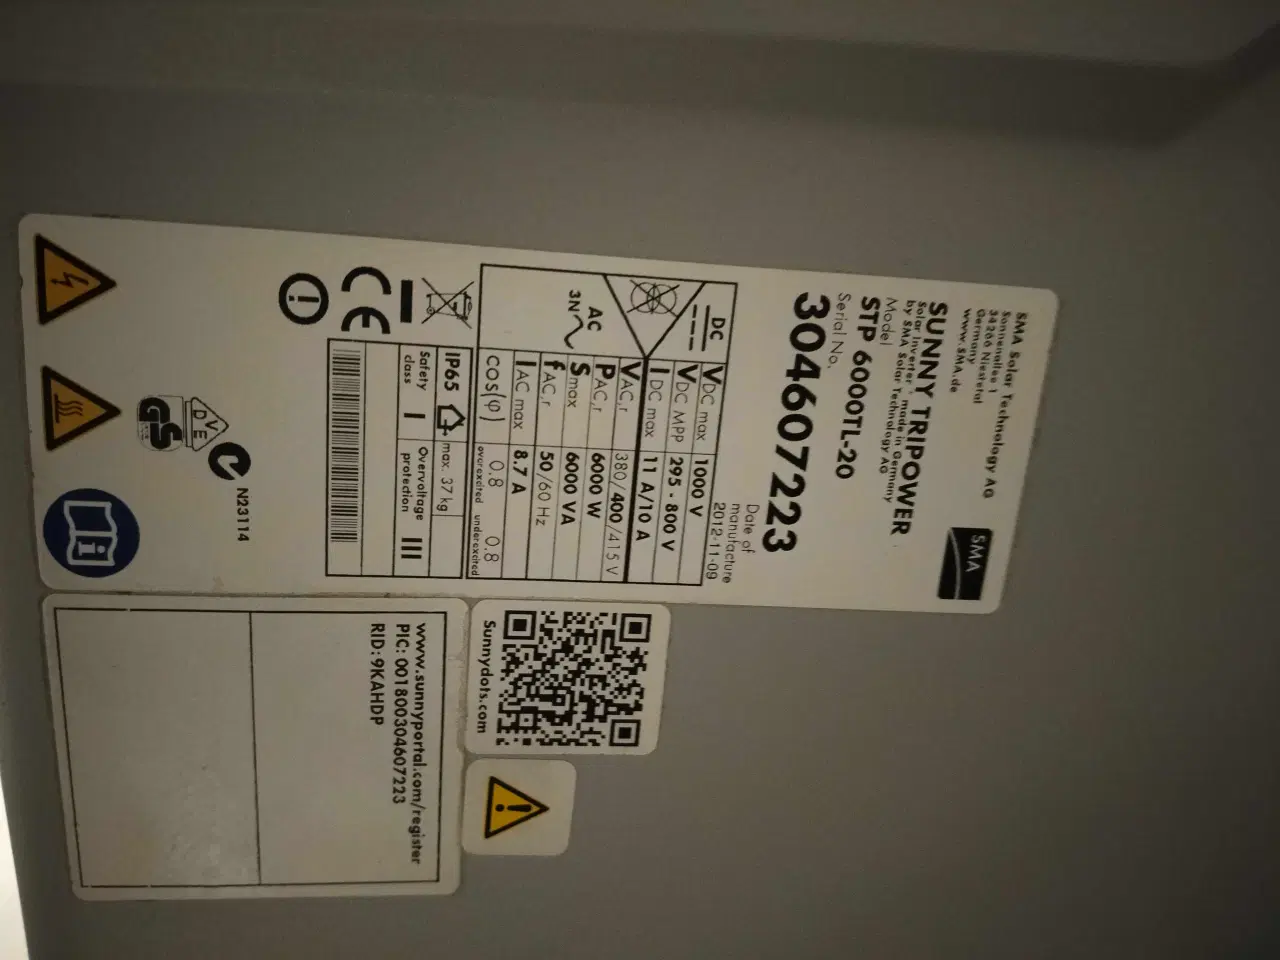 SMA Solar Technology AG
Sonnenallee 1
34266 Niestetal
Germany
www.SMA.de
SMA
SUNNY TRIPOWER
Solar Inverter, made in Germany
by SMA Solar Technology AG
Model
STP 6000TL-20
Serial No.
3046607223
Date of
manufacture
2012-11-09
DC
VDC max 1000 V
VDC MPP 295 - 800 V
IDC max 11 A/10 A
AC
3N
VAC,r 380/400/415 V
PAC,r 6000 W
Smax 6000 VA
fAC,r 50/60 Hz
IAC max 8.7 A
cos(φ) 0.8 0.8
overexcited underexcited
IP65 max. 37 kg
Safety class I Overvoltage protection III
CE
N23114
DVE
GS
Sunnydots.com
www.sunnyportal.com/register
PIC: 001800304607223
RID: 9KAHDP